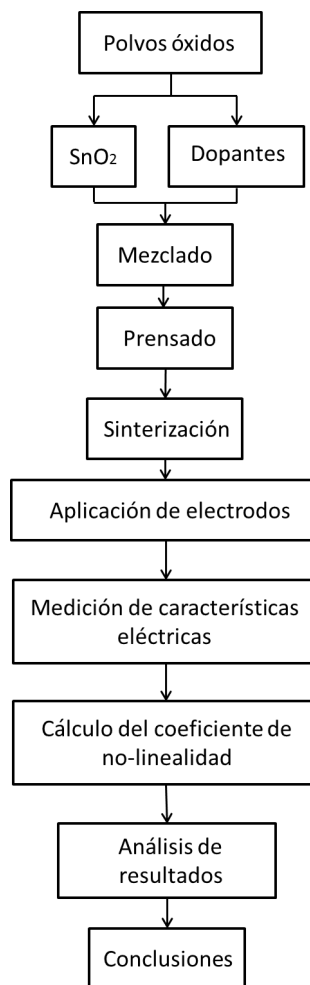 Polvos óxidos
SnO₂
Dopantes
Mezclado
Prensado
Sinterización
Aplicación de electrodos
Medición de características
eléctricas
Cálculo del coeficiente de
no-linealidad
Análisis de
resultados
Conclusiones